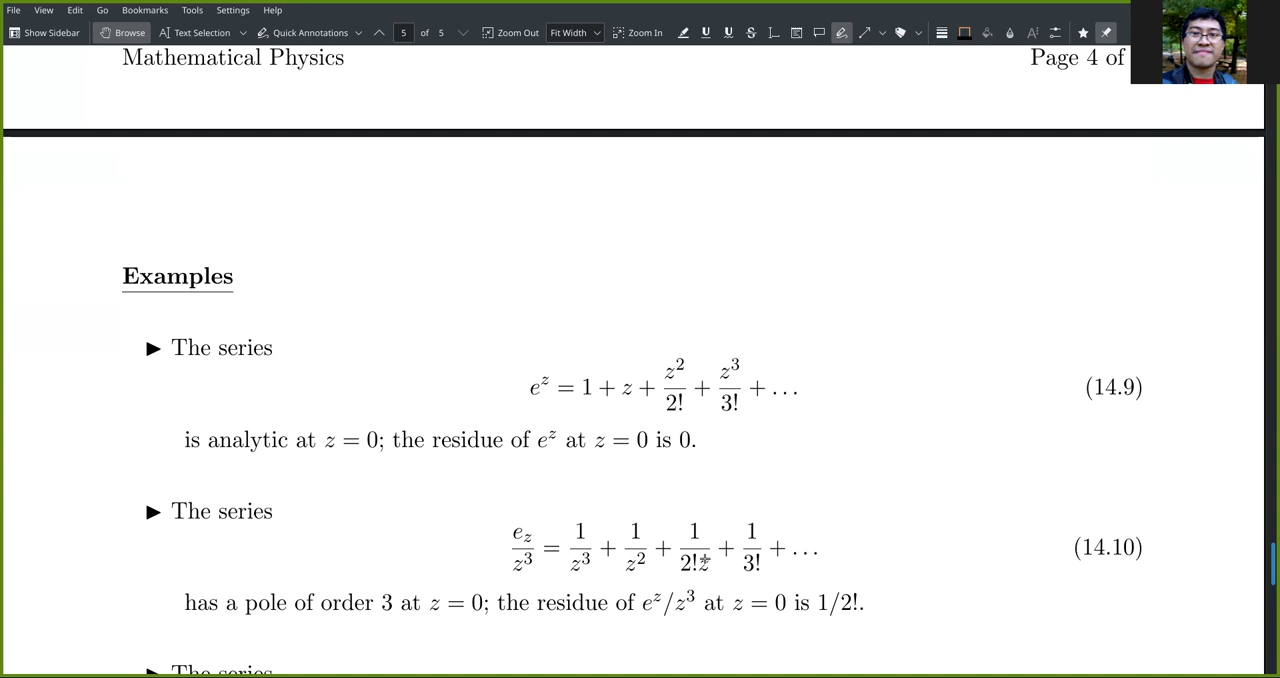 File View Edit Go Bookmarks Tools Settings Help
Show Sidebar Browse Text Selection Quick Annotations 5 of 5 Zoom Out Fit Width Zoom In
Mathematical Physics Page 4 of
Examples
▶ The series
e^z = 1 + z + z^2/2! + z^3/3! + ... (14.9)
is analytic at z = 0; the residue of e^z at z = 0 is 0.
▶ The series
e_z/z^3 = 1/z^3 + 1/z^2 + 1/2!z + 1/3! + ... (14.10)
has a pole of order 3 at z = 0; the residue of e^z/z^3 at z = 0 is 1/2!.
▶ The series